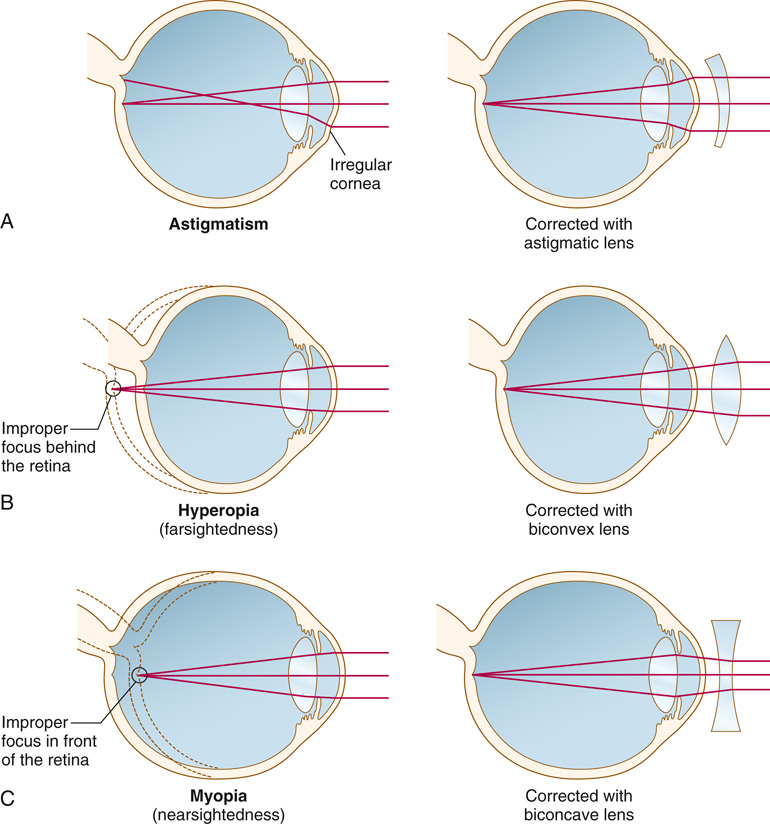 Irregular
cornea
A
Astigmatism
Corrected with
astigmatic lens
Improper
focus behind
the retina
B
Hyperopia
(farsightedness)
Corrected with
biconvex lens
Improper
focus in front
of the retina
C
Myopia
(nearsightedness)
Corrected with
biconcave lens